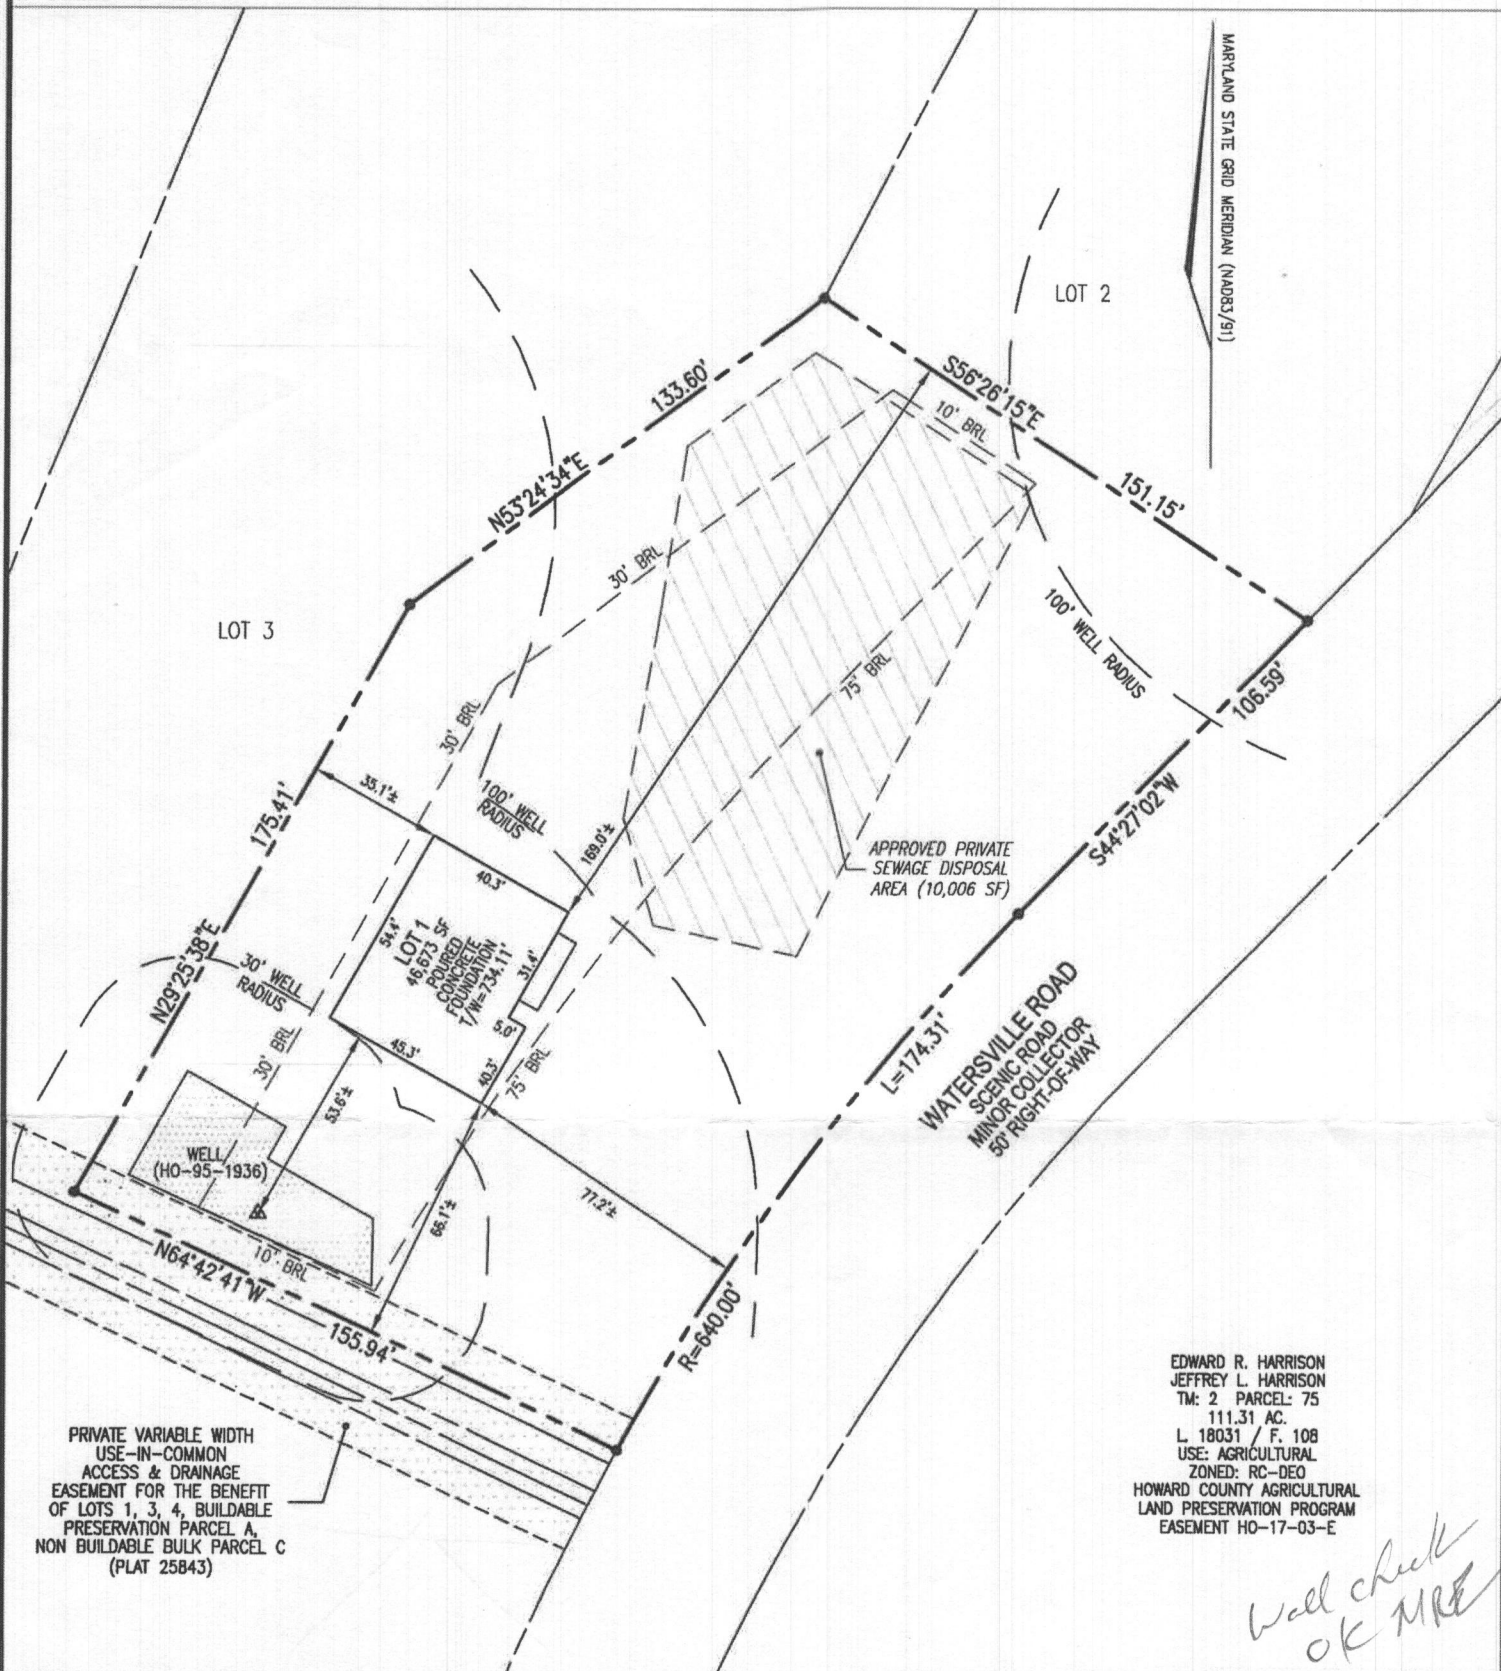 MARYLAND STATE GRID MERIDIAN (NAD83/91)
LOT 2
S56°26'15"E
151.15'
10' BRL
133.60'
N53°24'34"E
30' BRL
LOT 3
75' BRL
100' WELL RADIUS
106.59'
S44°27'02"W
30' BRL
35.1'±
100' WELL
RADIUS
175.41'
N29°25'38"E
169.0'±
40.3'
54.4'
LOT 1
46,673 SF
POURED
CONCRETE
FOUNDATION
T/W=734.11'
31.4'
5.0'
40.3'
45.3'
APPROVED PRIVATE
SEWAGE DISPOSAL
AREA (10,006 SF)
30' WELL
RADIUS
30' BRL
75' BRL
53.6'±
66.1'±
77.2'±
L=174.31'
R=640.00'
WATERSVILLE ROAD
SCENIC ROAD
MINOR COLLECTOR
50' RIGHT-OF-WAY
WELL
(HO-95-1936)
10' BRL
N64°42'41"W
155.94'
PRIVATE VARIABLE WIDTH
USE-IN-COMMON
ACCESS & DRAINAGE
EASEMENT FOR THE BENEFIT
OF LOTS 1, 3, 4, BUILDABLE
PRESERVATION PARCEL A,
NON BUILDABLE BULK PARCEL C
(PLAT 25843)
EDWARD R. HARRISON
JEFFREY L. HARRISON
TM: 2 PARCEL: 75
111.31 AC.
L. 18031 / F. 108
USE: AGRICULTURAL
ZONED: RC-DEO
HOWARD COUNTY AGRICULTURAL
LAND PRESERVATION PROGRAM
EASEMENT HO-17-03-E
Wall check
OK MRE